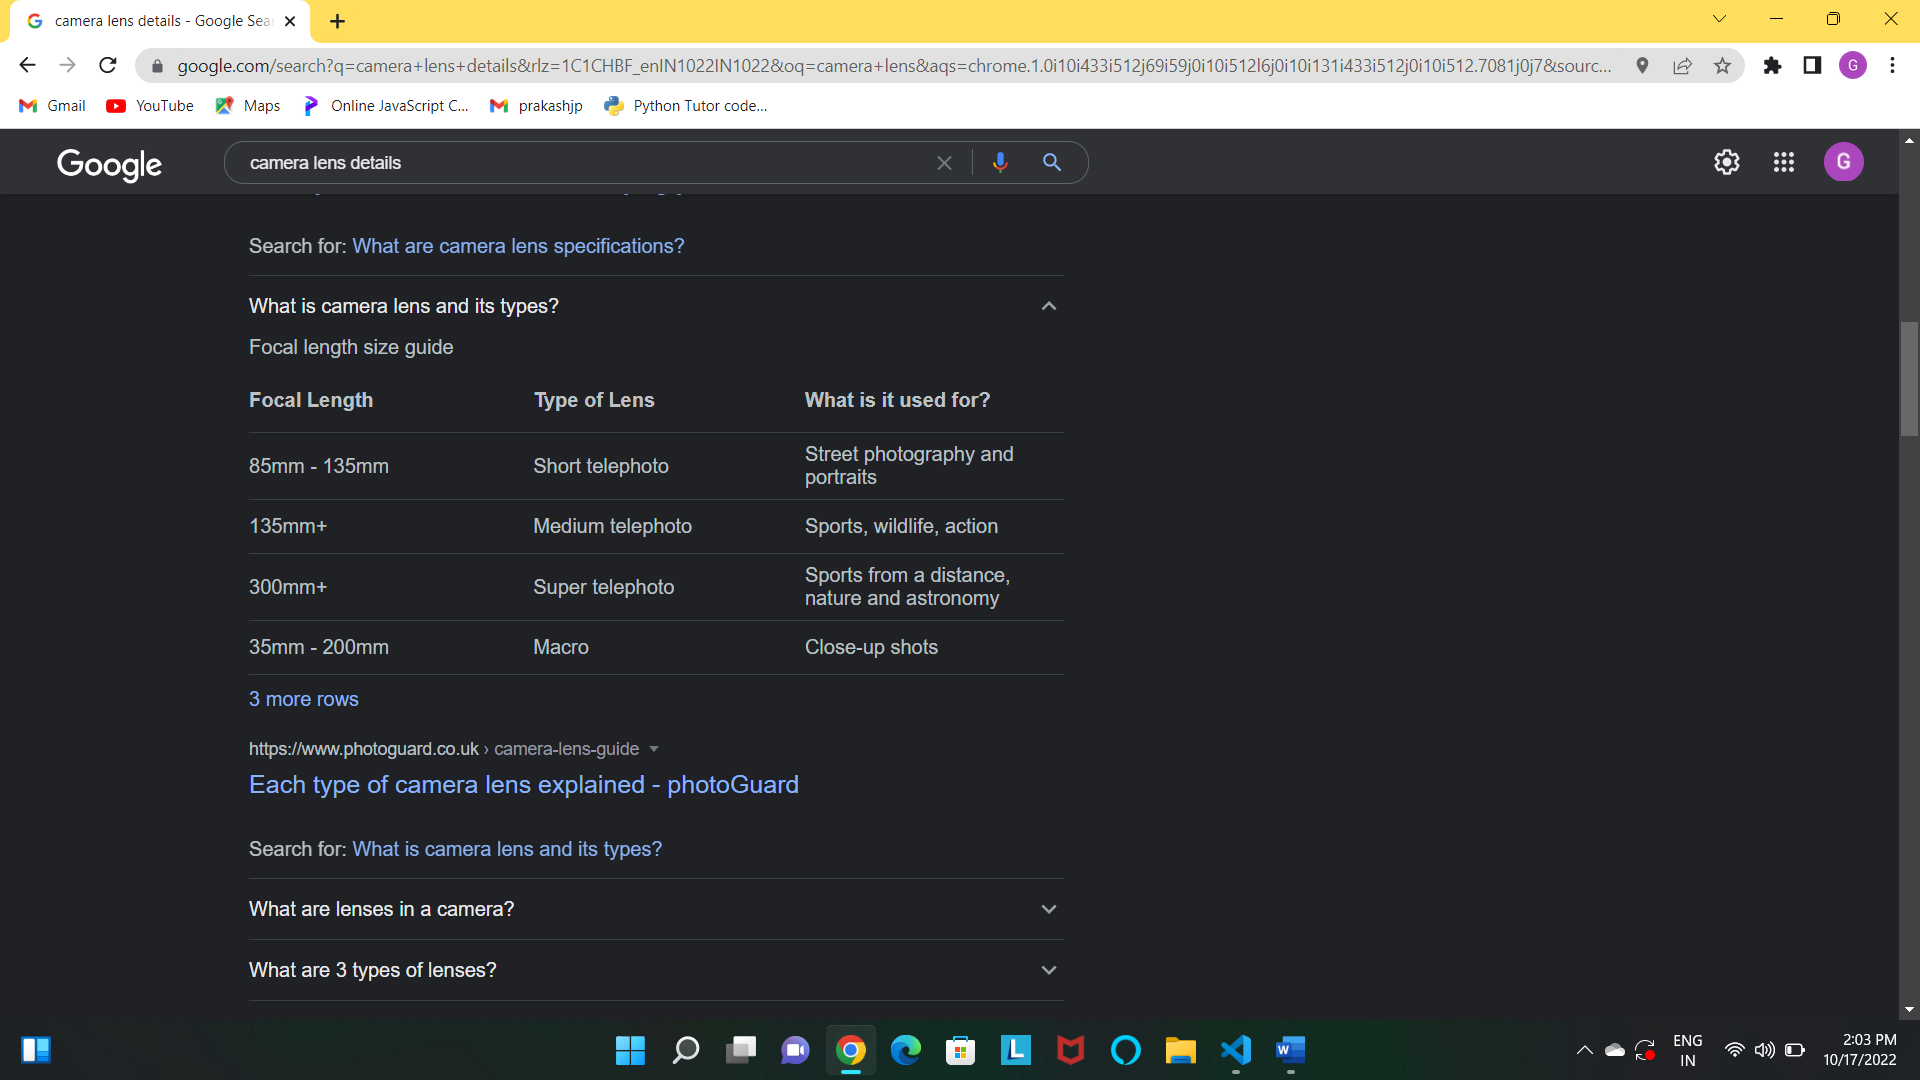 camera lens details - Google Sea
google.com/search?q=camera+lens+details&rlz=1C1CHBF_enIN1022IN1022&oq=camera+lens&aqs=chrome.1.0i10i433i512j69i59j0i10i512l6j0i10i131i433i512j0i10i512.7081j0j7&sourc...
G
Gmail YouTube Maps Online JavaScript C... prakashjp Python Tutor code...
Google camera lens details G
Search for: What are camera lens specifications?
What is camera lens and its types?
Focal length size guide
Focal Length Type of Lens What is it used for?
85mm - 135mm Short telephoto Street photography and
portraits
135mm+ Medium telephoto Sports, wildlife, action
300mm+ Super telephoto Sports from a distance,
nature and astronomy
35mm - 200mm Macro Close-up shots
3 more rows
https://www.photoguard.co.uk › camera-lens-guide
Each type of camera lens explained - photoGuard
Search for: What is camera lens and its types?
What are lenses in a camera?
What are 3 types of lenses?
L W
ENG
IN
2:03 PM
10/17/2022